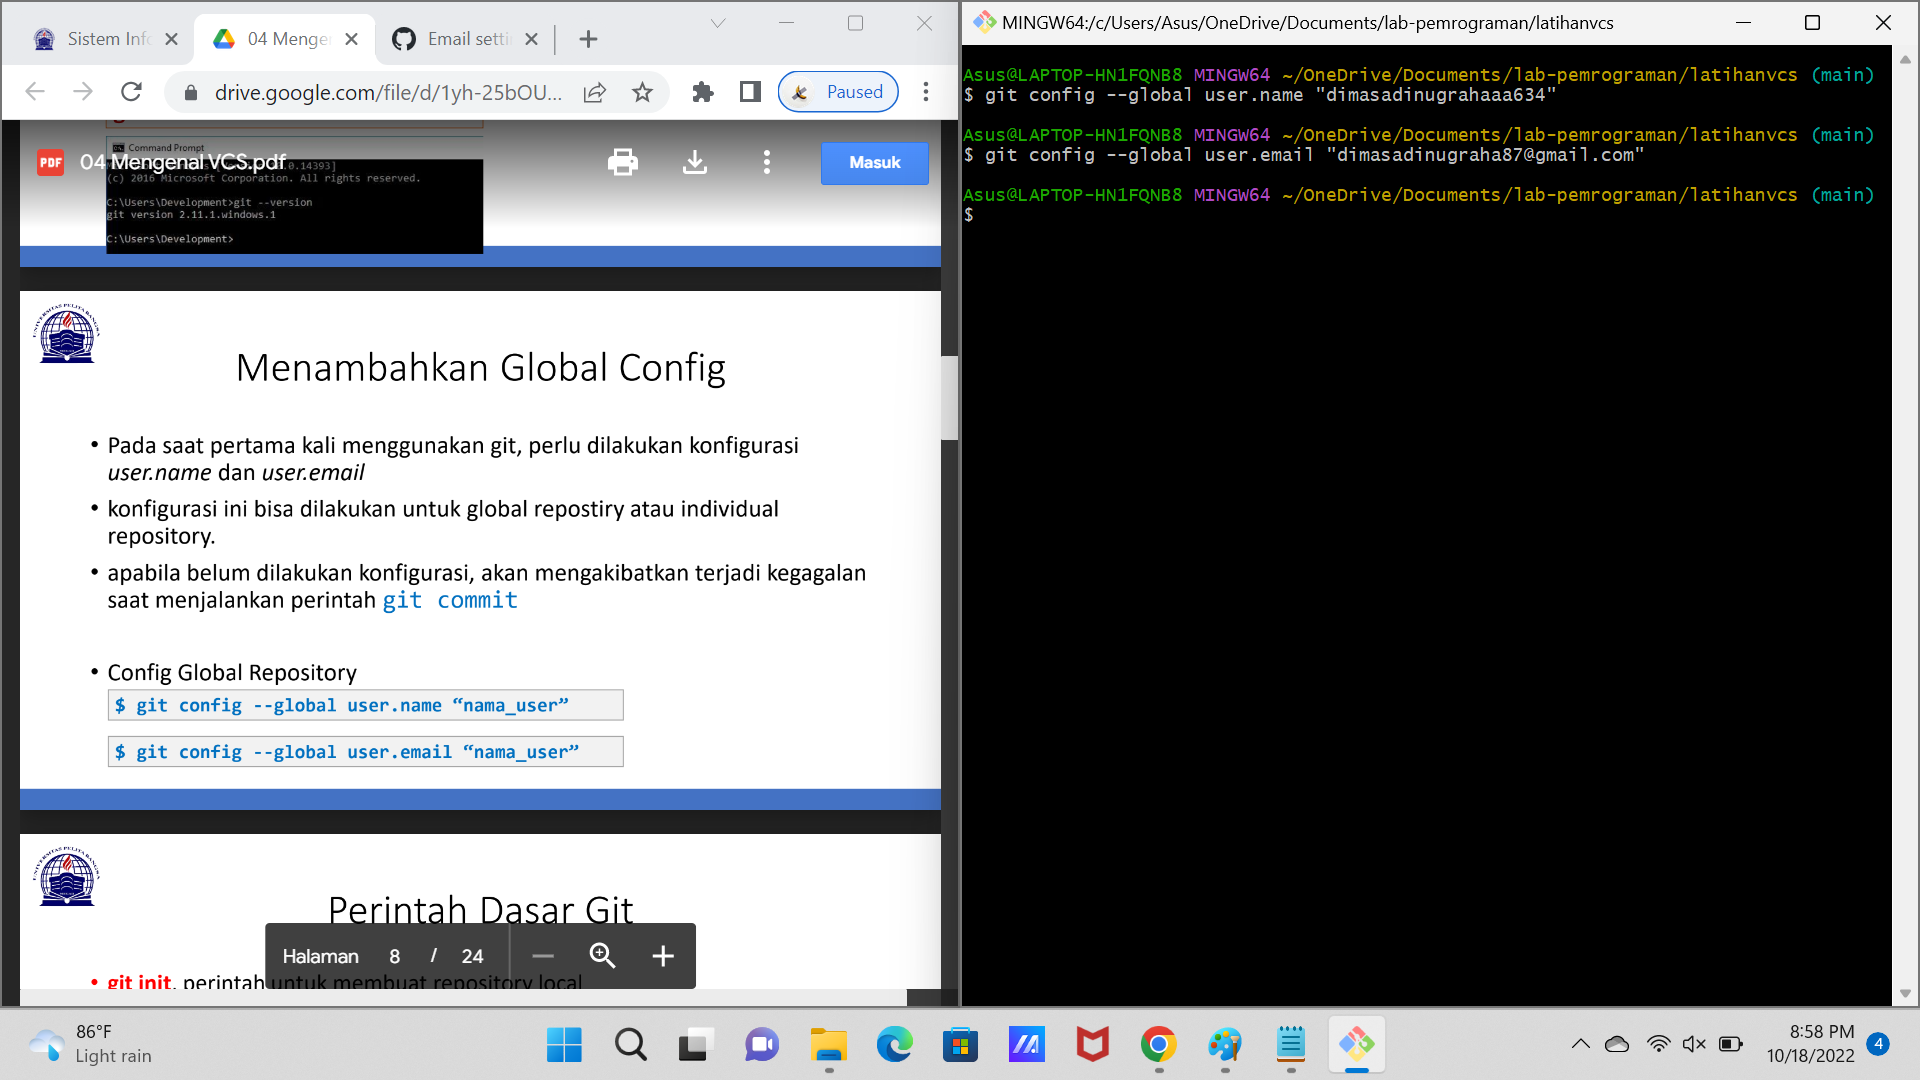 Sistem Info
04 Menge
Email setti
drive.google.com/file/d/1yh-25bOU...
Paused
Command Prompt
PDF
04 Mengenal VCS.pdf
.0.14393]
Masuk
(c) 2016 Microsoft Corporation. All rights reserved.
C:\Users\Development>git --version
git version 2.11.1.windows.1
C:\Users\Development>
Menambahkan Global Config
• Pada saat pertama kali menggunakan git, perlu dilakukan konfigurasi
user.name dan user.email
• konfigurasi ini bisa dilakukan untuk global repostiry atau individual
repository.
• apabila belum dilakukan konfigurasi, akan mengakibatkan terjadi kegagalan
saat menjalankan perintah git commit
• Config Global Repository
$ git config --global user.name “nama_user”
$ git config --global user.email “nama_user”
Perintah Dasar Git
Halaman 8 / 24
• git init, perintah untuk membuat repository local
MINGW64:/c/Users/Asus/OneDrive/Documents/lab-pemrograman/latihanvcs
Asus@LAPTOP-HN1FQNB8 MINGW64 ~/OneDrive/Documents/lab-pemrograman/latihanvcs (main)
$ git config --global user.name "dimasadinugrahaaa634"
Asus@LAPTOP-HN1FQNB8 MINGW64 ~/OneDrive/Documents/lab-pemrograman/latihanvcs (main)
$ git config --global user.email "dimasadinugraha87@gmail.com"
Asus@LAPTOP-HN1FQNB8 MINGW64 ~/OneDrive/Documents/lab-pemrograman/latihanvcs (main)
$
86°F
Light rain
8:58 PM
10/18/2022
4